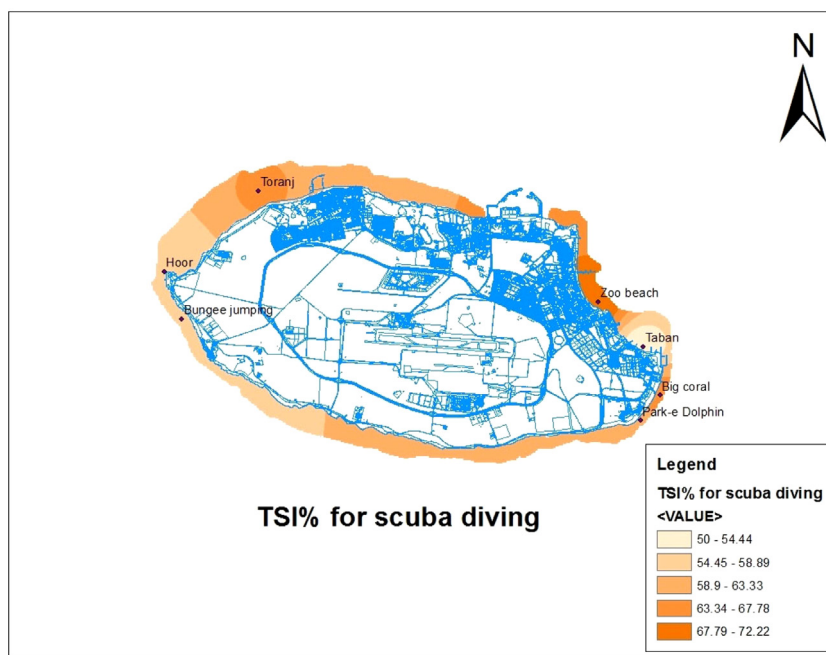 N
Toranj
Hoor
Bungee jumping
Zoo beach
Taban
Big coral
Park-e Dolphin
TSI% for scuba diving
Legend
TSI% for scuba diving
<VALUE>
50 - 54.44
54.45 - 58.89
58.9 - 63.33
63.34 - 67.78
67.79 - 72.22